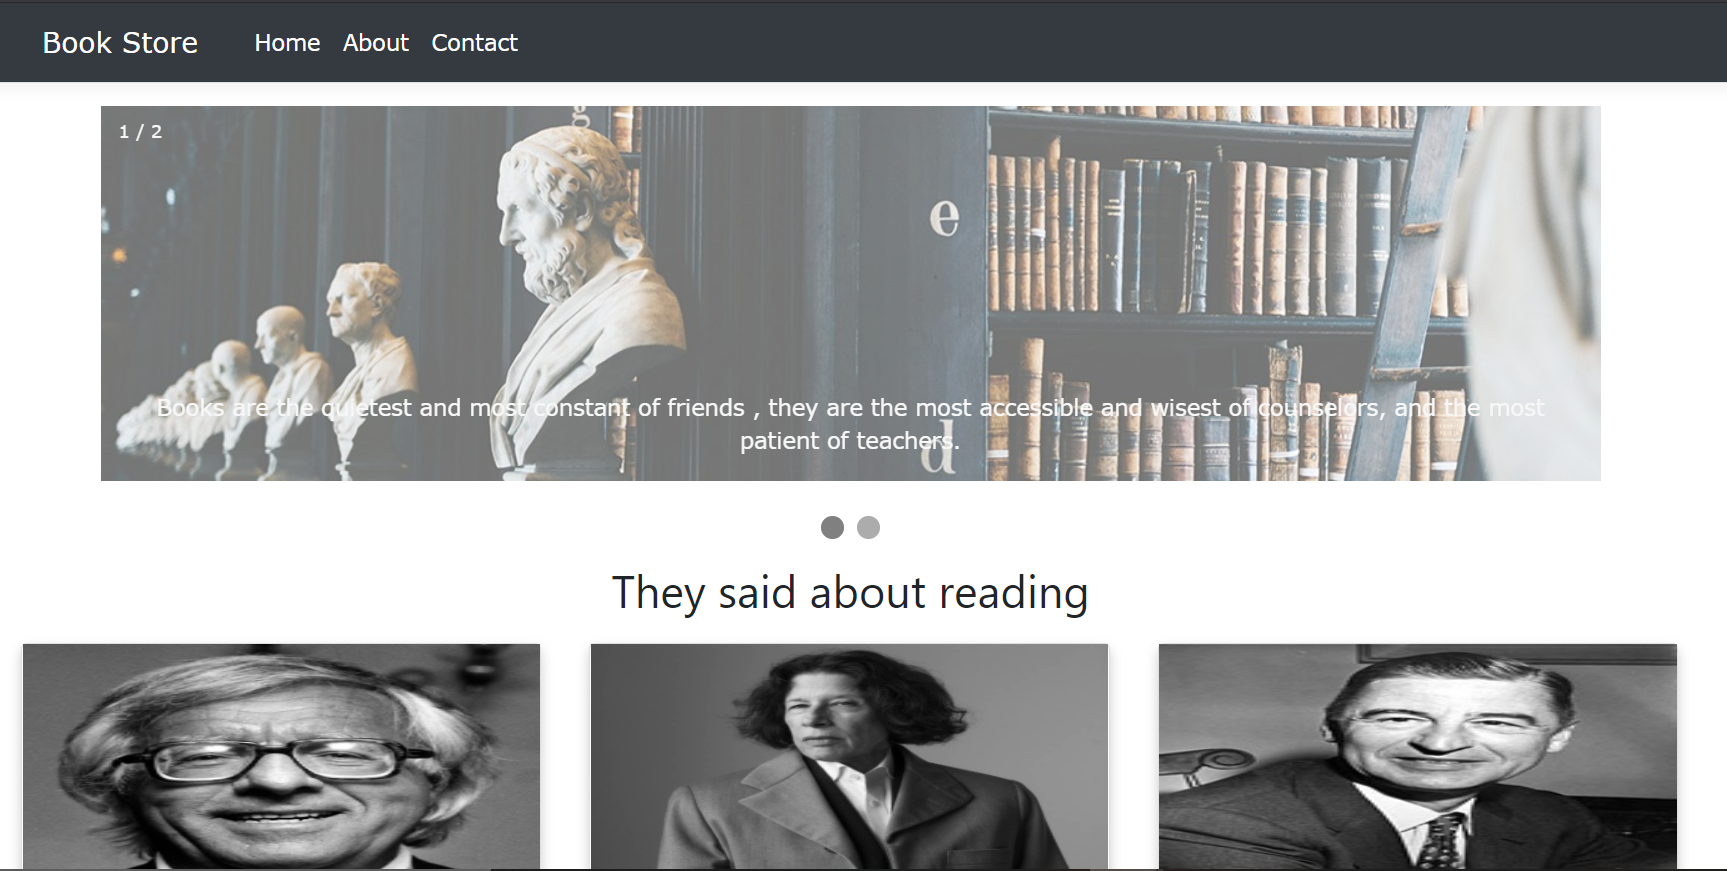 Book Store Home About Contact
1 / 2
g
e
Books are the quietest and most constant of friends , they are the most accessible and wisest of counselors, and the most
patient of teachers.
d
They said about reading